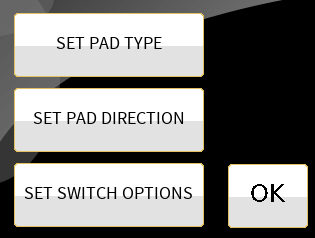 SET PAD TYPE
SET PAD DIRECTION
SET SWITCH OPTIONS
OK